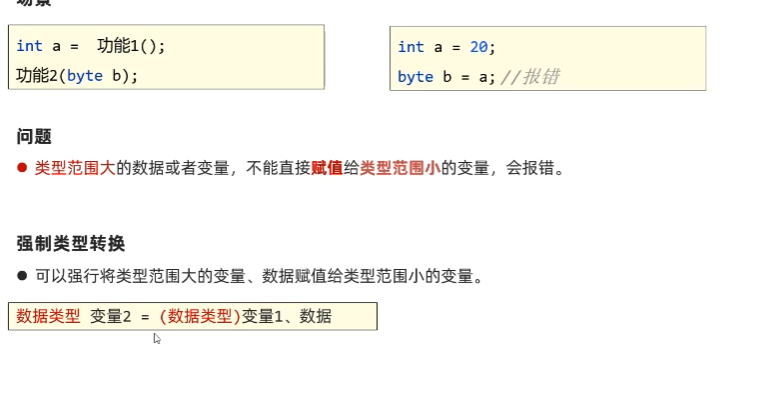 场景
int a =  功能1();
功能2(byte b);
int a = 20;
byte b = a; //报错
问题
● 类型范围大的数据或者变量，不能直接赋值给类型范围小的变量，会报错。
强制类型转换
● 可以强行将类型范围大的变量、数据赋值给类型范围小的变量。
数据类型 变量2 = (数据类型)变量1、数据